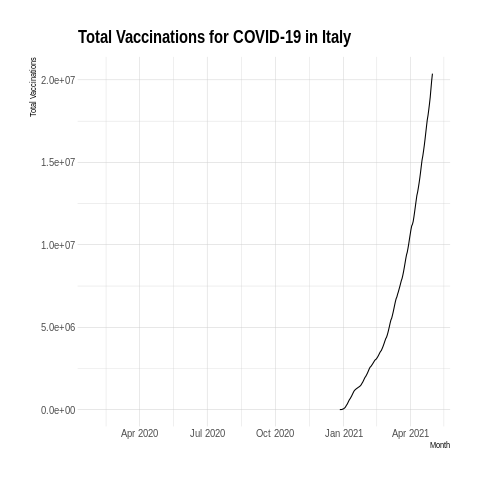 Total Vaccinations for COVID-19 in Italy
Total Vaccinations
2.0e+07
1.5e+07
1.0e+07
5.0e+06
0.0e+00
Apr 2020 Jul 2020 Oct 2020 Jan 2021 Apr 2021
Month